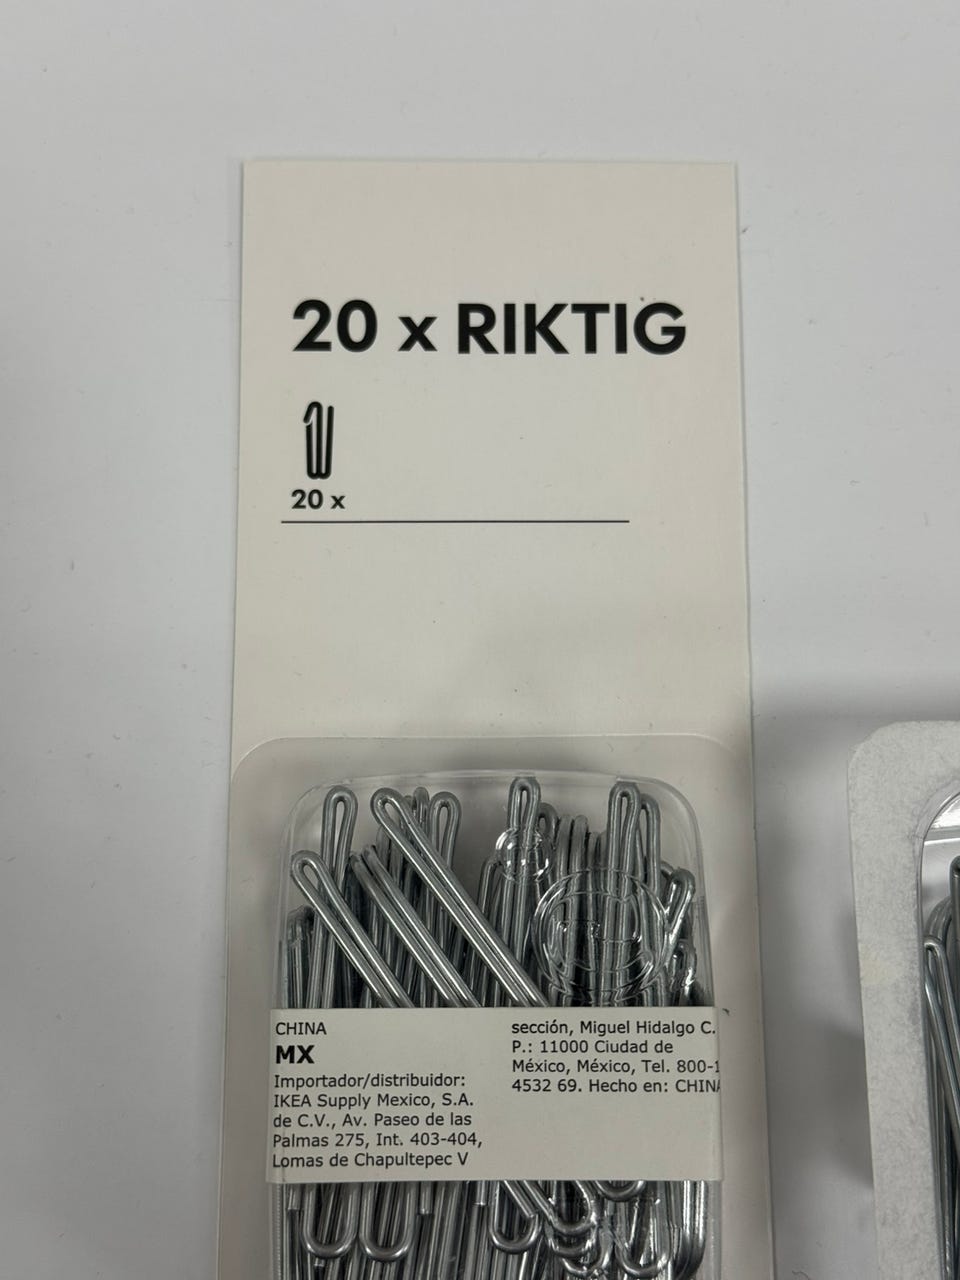 20 x RIKTIG
20 x
CHINA
MX
Importador/distribuidor:
IKEA Supply Mexico, S.A.
de C.V., Av. Paseo de las
Palmas 275, Int. 403-404,
Lomas de Chapultepec V
sección, Miguel Hidalgo C.
P.: 11000 Ciudad de
México, México, Tel. 800-1
4532 69. Hecho en: CHINA